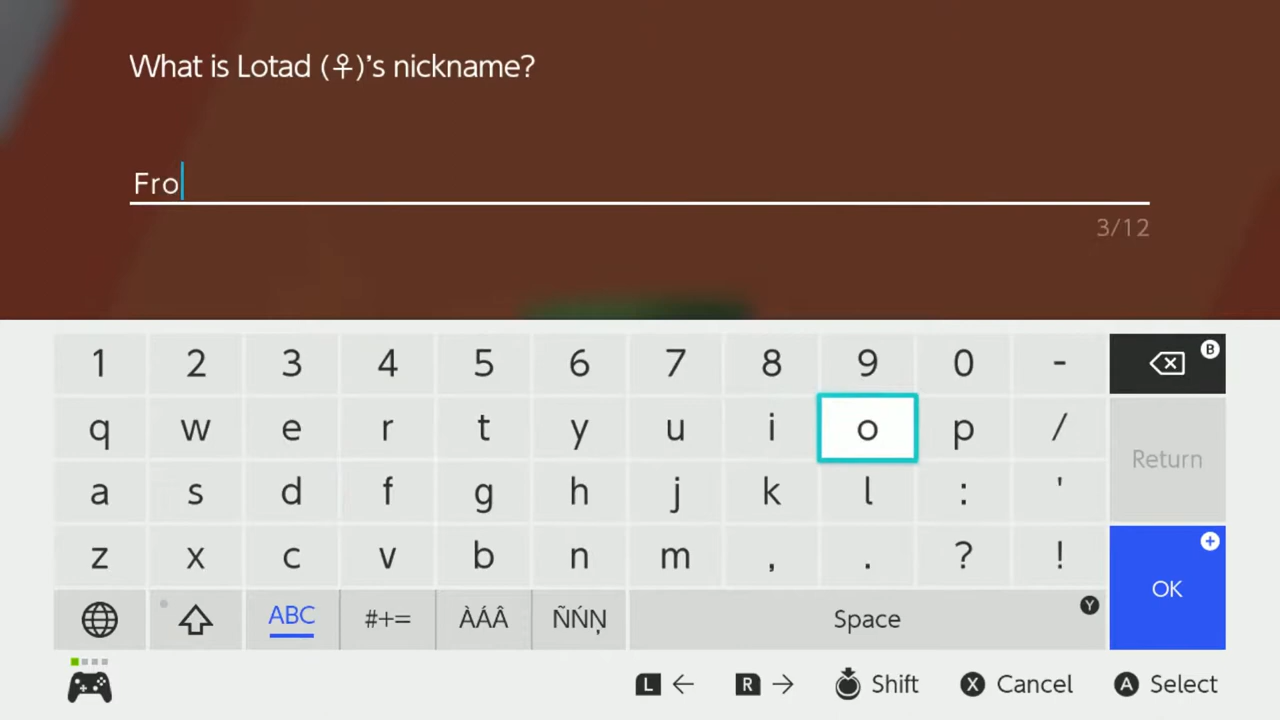 What is Lotad (♀)'s nickname?
Fro
3/12
1 2 3 4 5 6 7 8 9 0 - B
q w e r t y u i o p / Return
a s d f g h j k l : '
z x c v b n m , . ? ! OK +
ABC #+= ÀÁÂ ÑŃŅ Space Y
L ← R → Shift X Cancel A Select